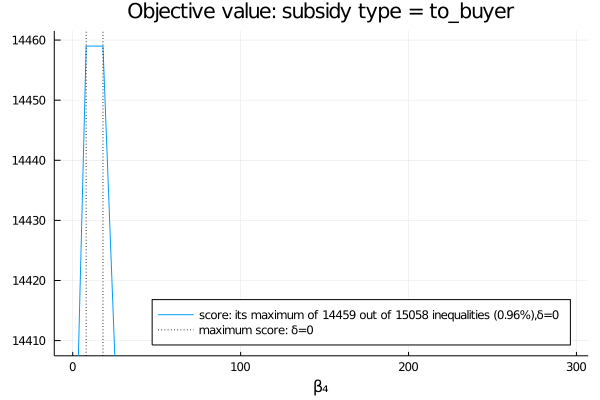 Objective value: subsidy type = to_buyer
14460
14450
14440
14430
14420
14410
score: its maximum of 14459 out of 15058 inequalities (0.96%),δ=0
maximum score: δ=0
0 100 200 300
β₄